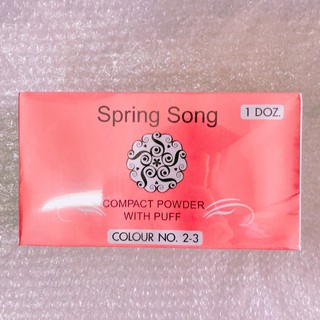 Spring Song
1 DOZ.
COMPACT POWDER
WITH PUFF
COLOUR NO. 2-3